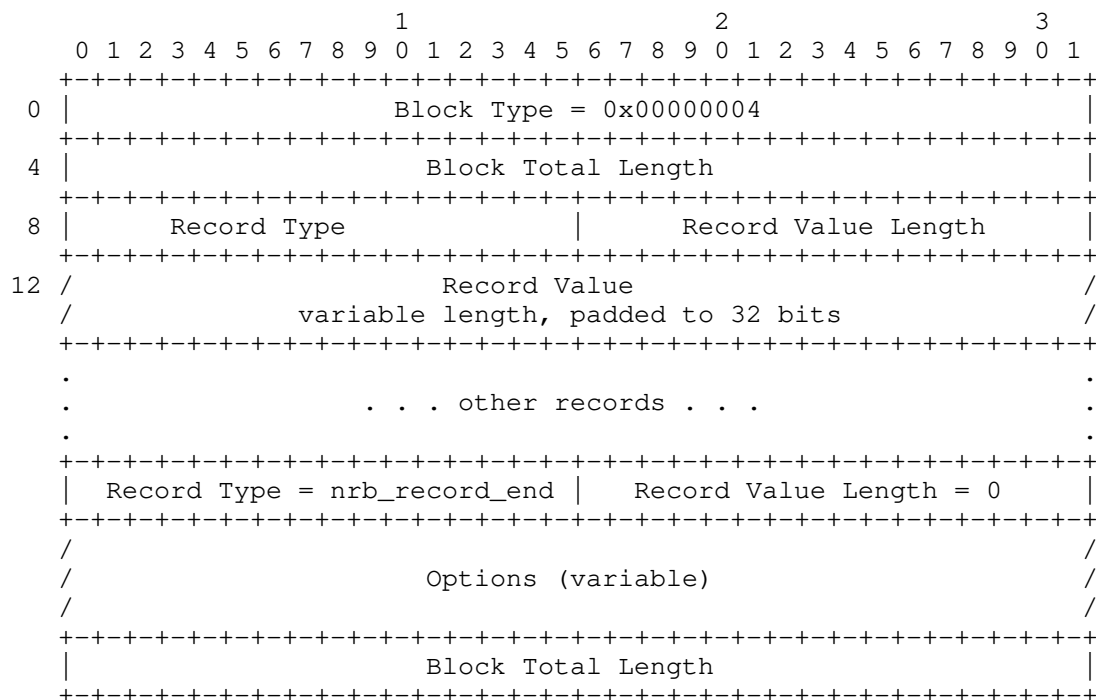 1                   2                   3
    0 1 2 3 4 5 6 7 8 9 0 1 2 3 4 5 6 7 8 9 0 1 2 3 4 5 6 7 8 9 0 1
   +-+-+-+-+-+-+-+-+-+-+-+-+-+-+-+-+-+-+-+-+-+-+-+-+-+-+-+-+-+-+-+-+
 0 |                    Block Type = 0x00000004                    |
   +-+-+-+-+-+-+-+-+-+-+-+-+-+-+-+-+-+-+-+-+-+-+-+-+-+-+-+-+-+-+-+-+
 4 |                      Block Total Length                       |
   +-+-+-+-+-+-+-+-+-+-+-+-+-+-+-+-+-+-+-+-+-+-+-+-+-+-+-+-+-+-+-+-+
 8 |      Record Type              |      Record Value Length      |
   +-+-+-+-+-+-+-+-+-+-+-+-+-+-+-+-+-+-+-+-+-+-+-+-+-+-+-+-+-+-+-+-+
12 /                       Record Value                            /
   /              variable length, padded to 32 bits               /
   +-+-+-+-+-+-+-+-+-+-+-+-+-+-+-+-+-+-+-+-+-+-+-+-+-+-+-+-+-+-+-+-+
   .                                                               .
   .                  . . . other records . . .                    .
   .                                                               .
   +-+-+-+-+-+-+-+-+-+-+-+-+-+-+-+-+-+-+-+-+-+-+-+-+-+-+-+-+-+-+-+-+
   |  Record Type = nrb_record_end |   Record Value Length = 0     |
   +-+-+-+-+-+-+-+-+-+-+-+-+-+-+-+-+-+-+-+-+-+-+-+-+-+-+-+-+-+-+-+-+
   /                                                               /
   /                      Options (variable)                       /
   /                                                               /
   +-+-+-+-+-+-+-+-+-+-+-+-+-+-+-+-+-+-+-+-+-+-+-+-+-+-+-+-+-+-+-+-+
   |                      Block Total Length                       |
   +-+-+-+-+-+-+-+-+-+-+-+-+-+-+-+-+-+-+-+-+-+-+-+-+-+-+-+-+-+-+-+-+